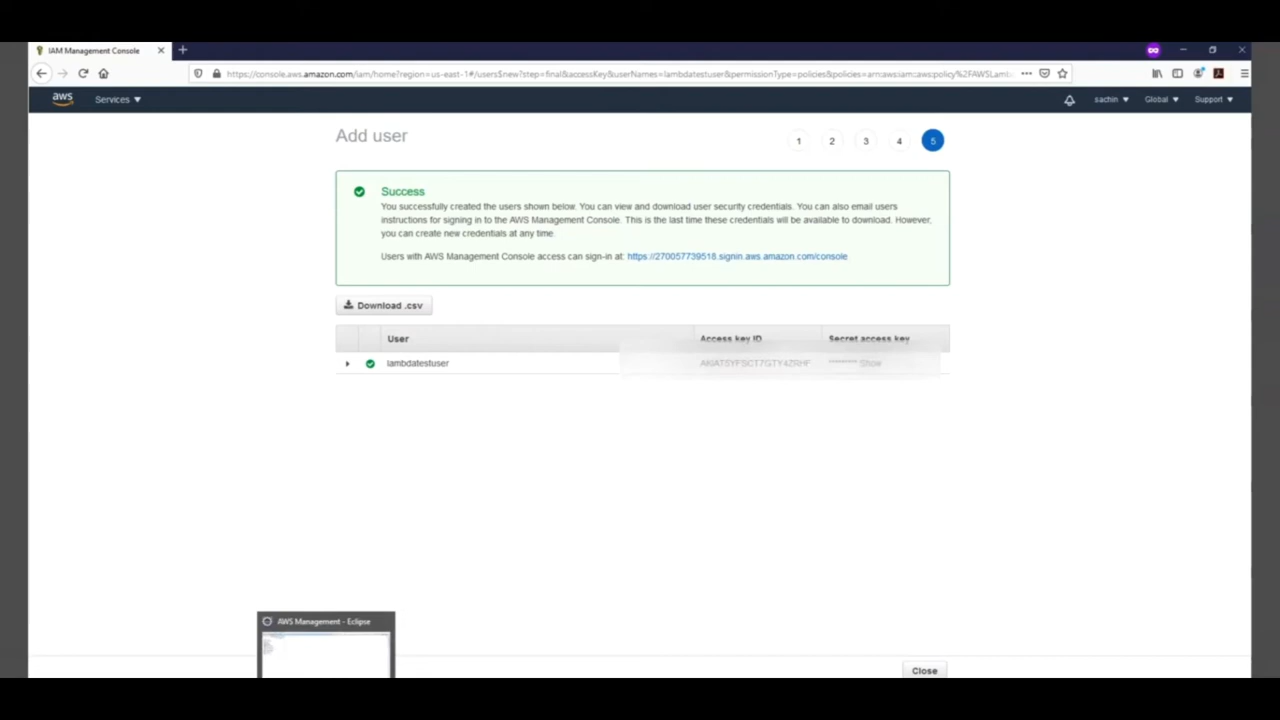 IAM Management Console
https://console.aws.amazon.com/iam/home?region=us-east-1#/users$new?step=final&accessKey&userNames=lambdatestuser&permissionType=policies&policies=arn:aws:iam::aws:policy%2FAWSLamb
aws Services sachin Global Support
Add user 1 2 3 4 5
Success
You successfully created the users shown below. You can view and download user security credentials. You can also email users
instructions for signing in to the AWS Management Console. This is the last time these credentials will be available to download. However,
you can create new credentials at any time.
Users with AWS Management Console access can sign-in at: https://270057739518.signin.aws.amazon.com/console
Download .csv
User Access key ID Secret access key
lambdatestuser ********* Show
AWS Management - Eclipse
Close